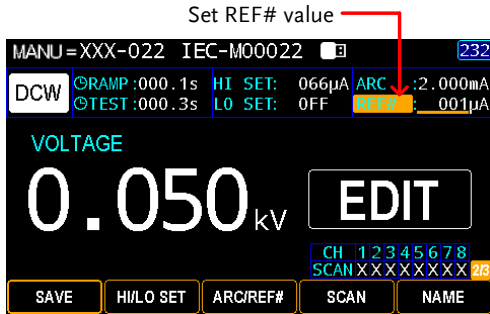 Set REF# value
MANU=XXX-022 IEC-M00022 232
DCW RAMP:000.1s HI SET: 066µA ARC :2.000mA
TEST:000.3s LO SET: OFF REF# : 001µA
VOLTAGE
0.050kV EDIT
CH 1 2 3 4 5 6 7 8
SCAN X X X X X X X X 2/3
SAVE HI/LO SET ARC/REF# SCAN NAME